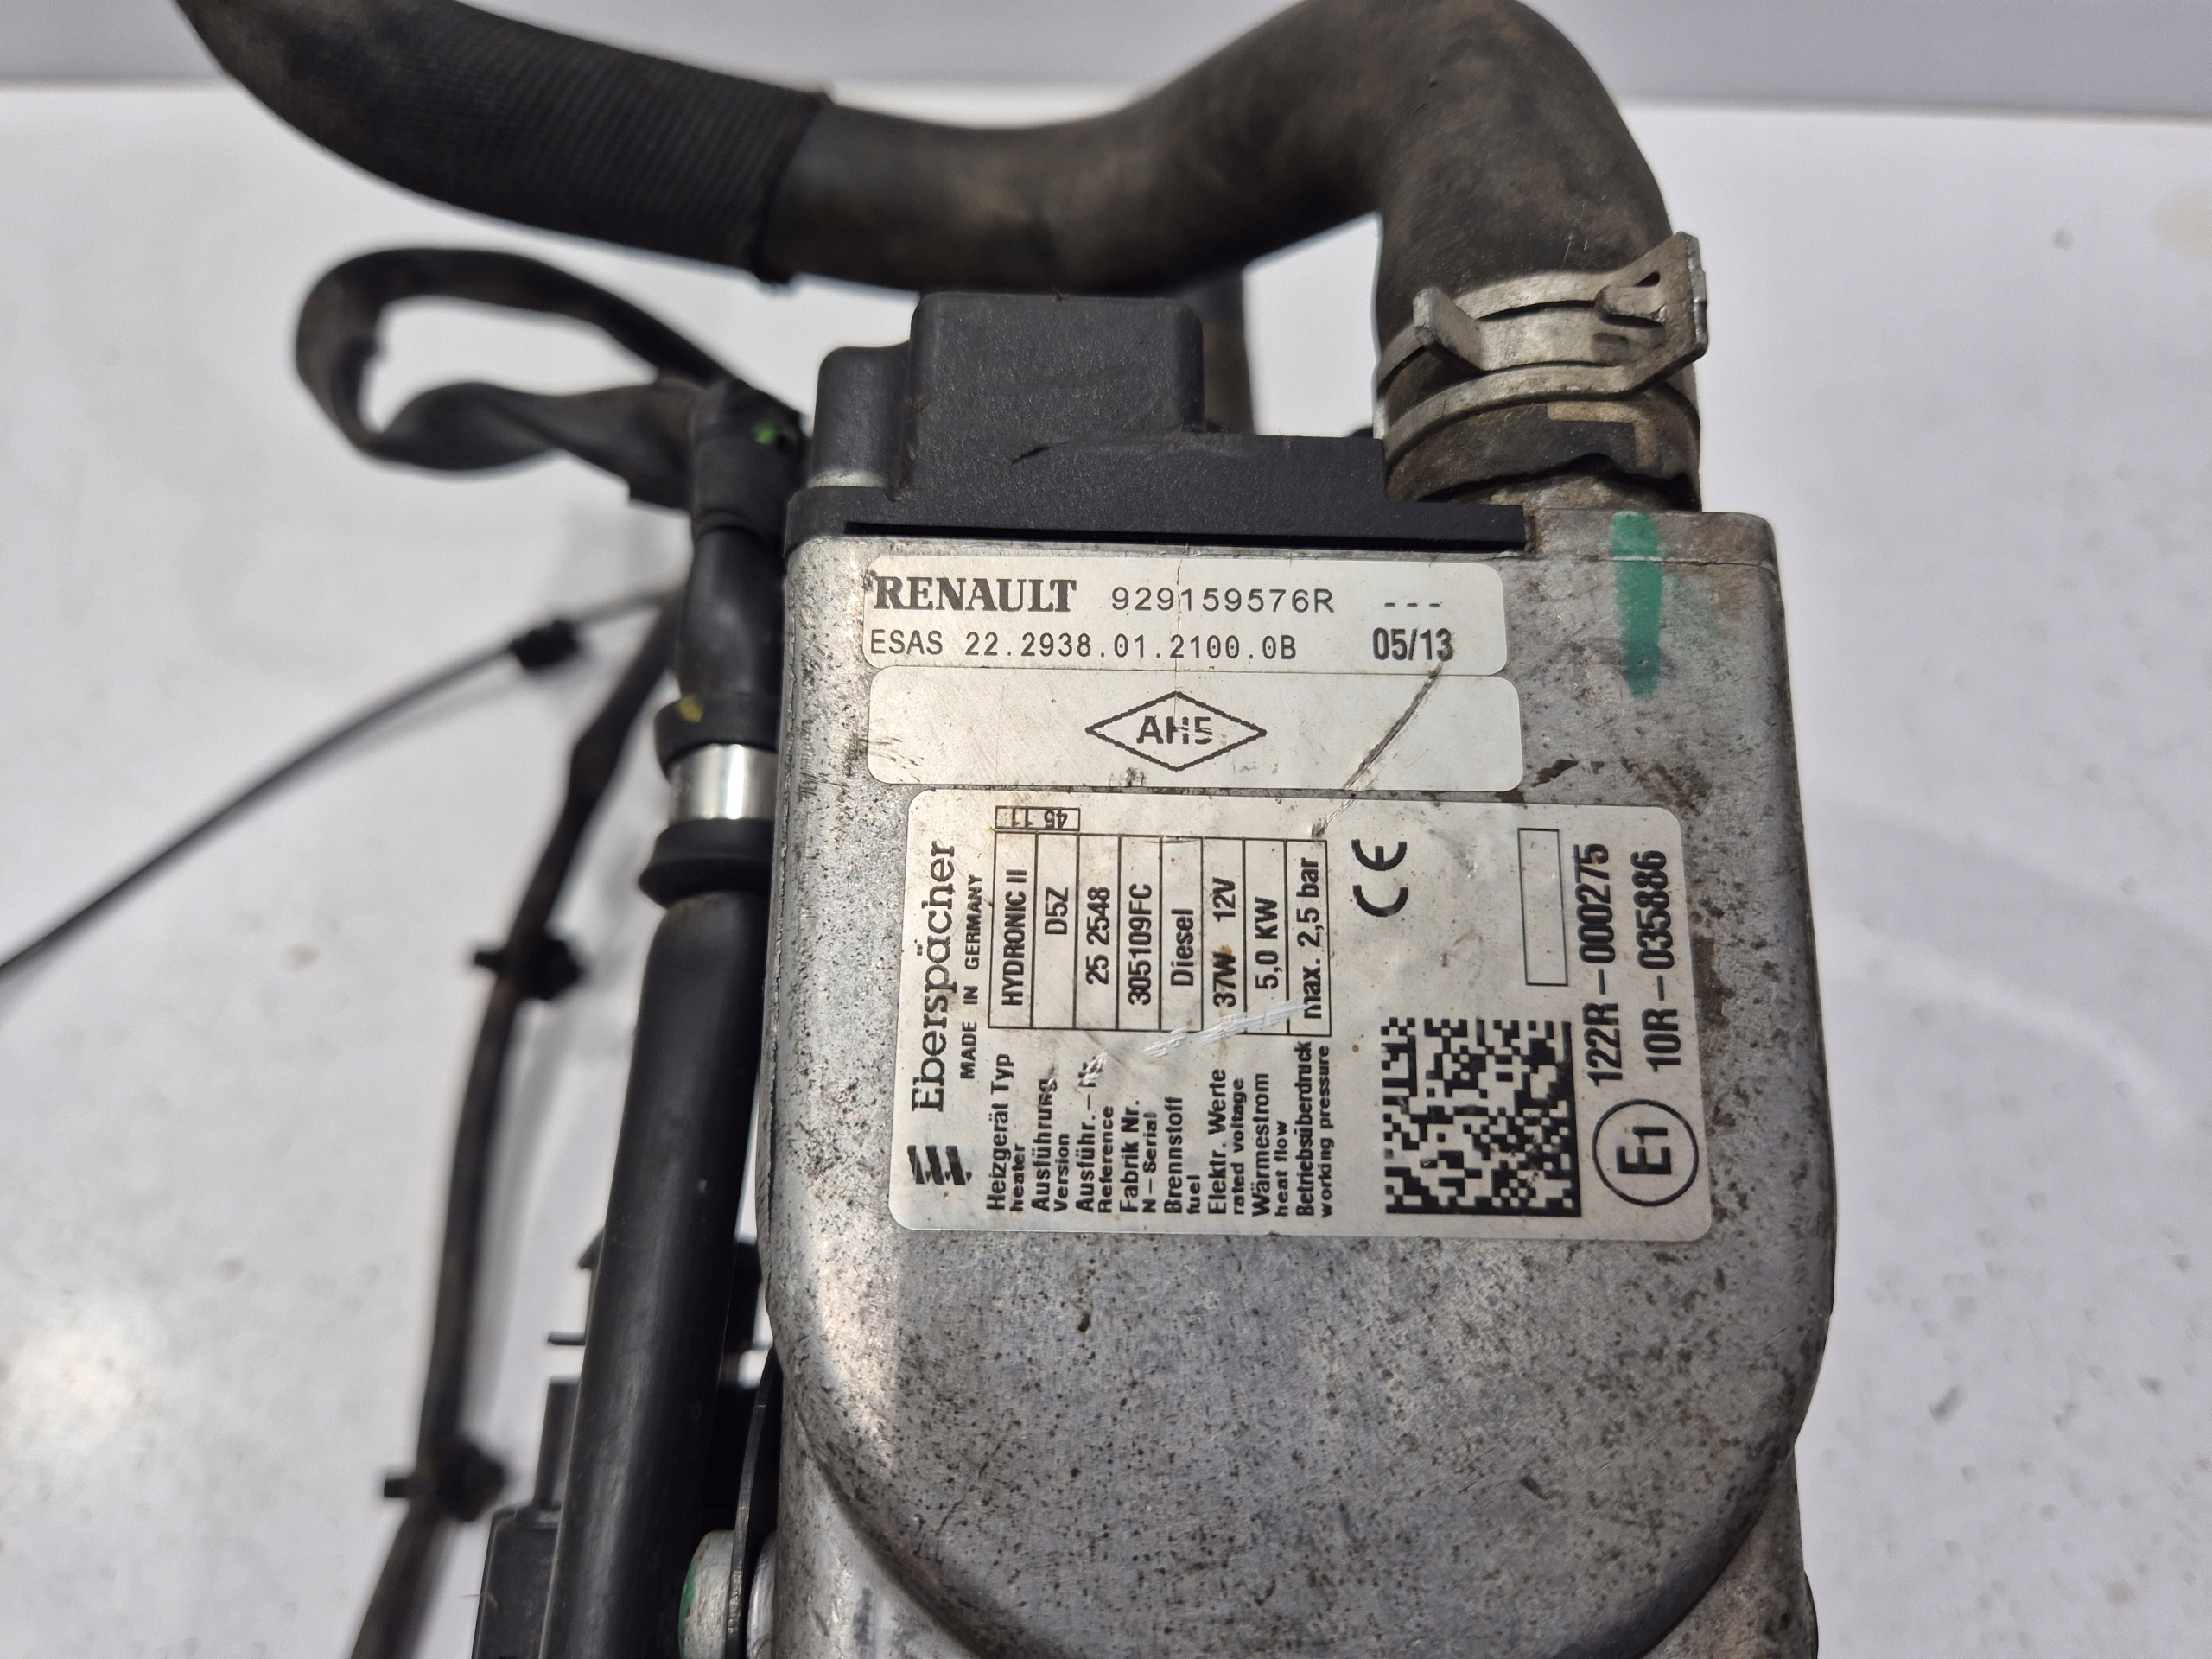 RENAULT 929159576R ---
ESAS 22.2938.01.2100.0B 05/13
AH5
Eberspächer
MADE IN GERMANY
45 11
Heizgerät Typ HYDRONIC II
heater
Ausführung D5Z
Version
Ausführ.- 25 2548
Reference
Fabrik Nr. 305109FC
N-Serial
Brennstoff Diesel
fuel
Elektr. Werte 37W 12V
rated voltage
Wärmestrom 5,0 KW
heat flow
Betriebsüberdruck max. 2,5 bar
working pressure
CE
E1
122R-000275
10R-035886